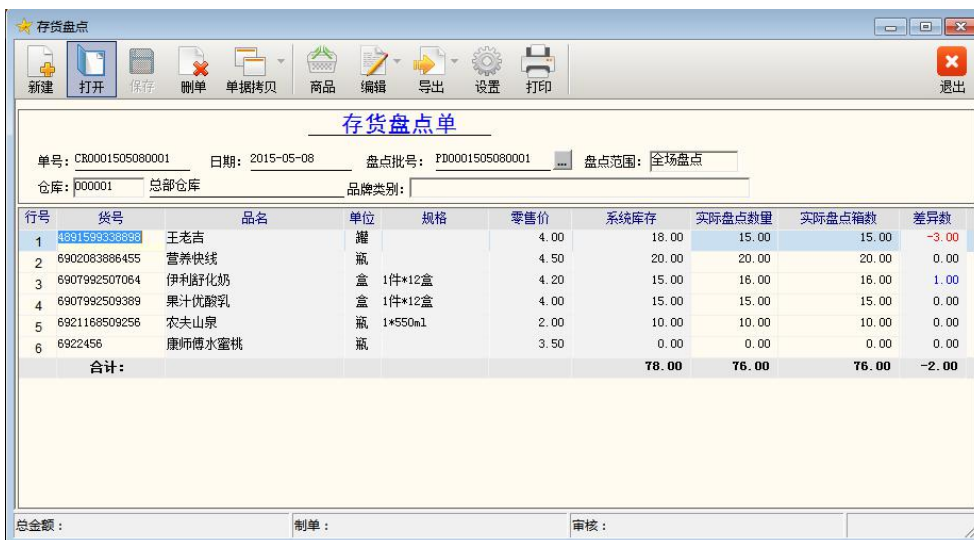 存货盘点
新建 打开 保存 删单 单据拷贝 商品 编辑 导出 设置 打印 退出
存货盘点单
单号: CR0001505080001 日期: 2015-05-08 盘点批号: PD0001505080001 ... 盘点范围: 全场盘点
仓库: 000001 总部仓库 品牌类别:
行号 货号 品名 单位 规格 零售价 系统库存 实际盘点数量 实际盘点箱数 差异数
1 4891599338898 王老吉 罐 4.00 18.00 15.00 15.00 -3.00
2 6902083886455 营养快线 瓶 4.50 20.00 20.00 20.00 0.00
3 6907992507064 伊利舒化奶 盒 1件*12盒 4.20 15.00 16.00 16.00 1.00
4 6907992509389 果汁优酸乳 盒 1件*12盒 4.00 15.00 15.00 15.00 0.00
5 6921168509256 农夫山泉 瓶 1*550ml 2.00 10.00 10.00 10.00 0.00
6 6922456 康师傅水蜜桃 瓶 3.50 0.00 0.00 0.00 0.00
合计: 78.00 76.00 76.00 -2.00
总金额: 制单: 审核: